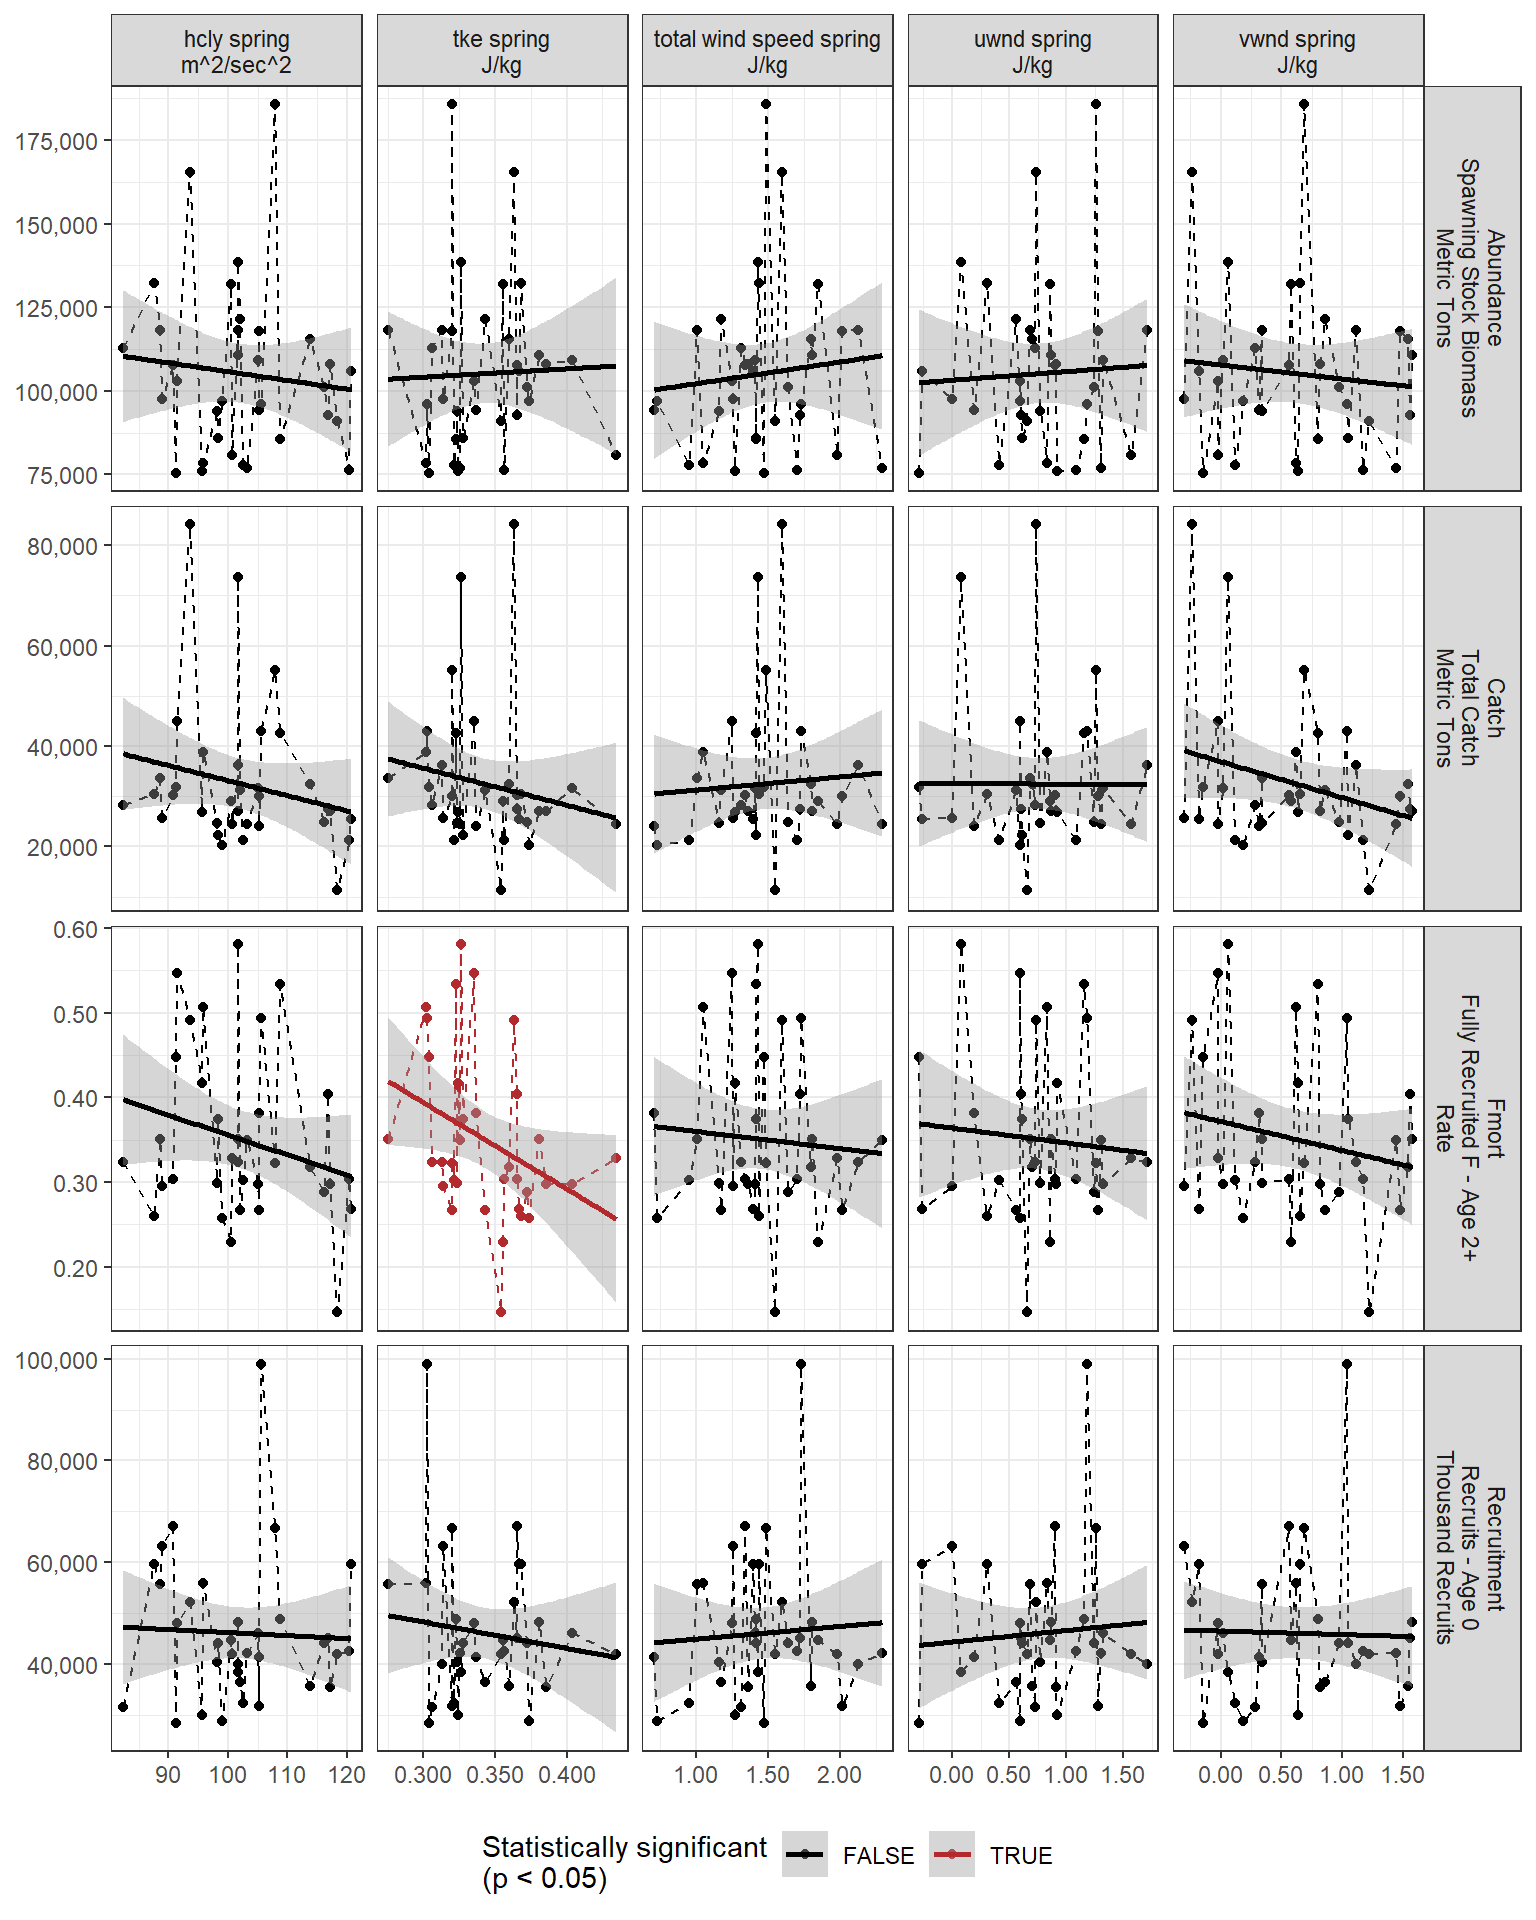 hcly spring
m^2/sec^2
tke spring
J/kg
total wind speed spring
J/kg
uwnd spring
J/kg
vwnd spring
J/kg
175,000
150,000
125,000
100,000
75,000
Abundance
Spawning Stock Biomass
Metric Tons
80,000
60,000
40,000
20,000
Catch
Total Catch
Metric Tons
0.60
0.50
0.40
0.30
0.20
Fmort
Fully Recruited F - Age 2+
Rate
100,000
80,000
60,000
40,000
Recruitment
Recruits - Age 0
Thousand Recruits
90 100 110 120
0.300 0.350 0.400
1.00 1.50 2.00
0.00 0.50 1.00 1.50
0.00 0.50 1.00 1.50
Statistically significant
(p < 0.05)
FALSE
TRUE